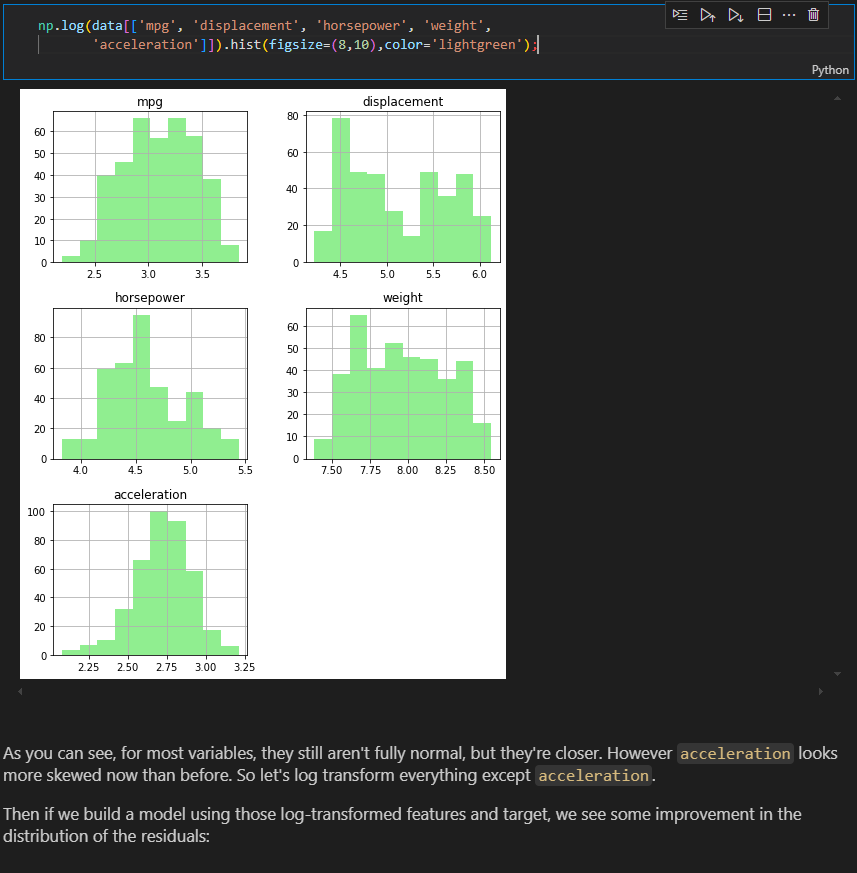 np.log(data[['mpg', 'displacement', 'horsepower', 'weight',
'acceleration']]).hist(figsize=(8,10),color='lightgreen');
Python
mpg
60
50
40
30
20
10
0
2.5 3.0 3.5
displacement
80
60
40
20
0
4.5 5.0 5.5 6.0
horsepower
80
60
40
20
0
4.0 4.5 5.0 5.5
weight
60
50
40
30
20
10
0
7.50 7.75 8.00 8.25 8.50
acceleration
100
80
60
40
20
0
2.25 2.50 2.75 3.00 3.25
As you can see, for most variables, they still aren't fully normal, but they're closer. However acceleration looks
more skewed now than before. So let's log transform everything except acceleration.
Then if we build a model using those log-transformed features and target, we see some improvement in the
distribution of the residuals: